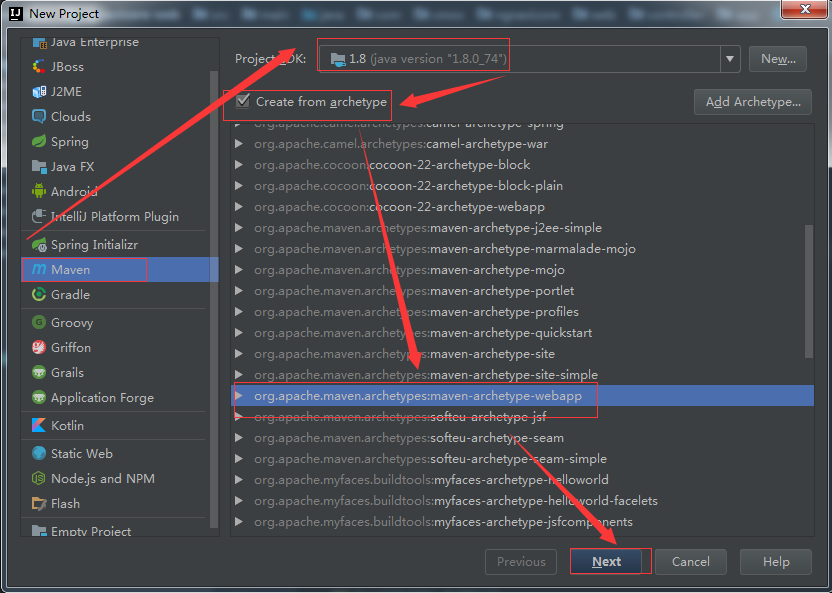 New Project
Java Enterprise
JBoss
J2ME
Clouds
Spring
Java FX
Android
IntelliJ Platform Plugin
Spring Initializr
Maven
Gradle
Groovy
Griffon
Grails
Application Forge
Kotlin
Static Web
Node.js and NPM
Flash
Empty Project
Project SDK: 1.8 (java version "1.8.0_74") New...
Create from archetype Add Archetype...
org.apache.camel.archetypes:camel-archetype-spring
org.apache.camel.archetypes:camel-archetype-war
org.apache.cocoon:cocoon-22-archetype-block
org.apache.cocoon:cocoon-22-archetype-block-plain
org.apache.cocoon:cocoon-22-archetype-webapp
org.apache.maven.archetypes:maven-archetype-j2ee-simple
org.apache.maven.archetypes:maven-archetype-marmalade-mojo
org.apache.maven.archetypes:maven-archetype-mojo
org.apache.maven.archetypes:maven-archetype-portlet
org.apache.maven.archetypes:maven-archetype-profiles
org.apache.maven.archetypes:maven-archetype-quickstart
org.apache.maven.archetypes:maven-archetype-site
org.apache.maven.archetypes:maven-archetype-site-simple
org.apache.maven.archetypes:maven-archetype-webapp
org.apache.maven.archetypes:softeu-archetype-jsf
org.apache.maven.archetypes:softeu-archetype-seam
org.apache.maven.archetypes:softeu-archetype-seam-simple
org.apache.myfaces.buildtools:myfaces-archetype-helloworld
org.apache.myfaces.buildtools:myfaces-archetype-helloworld-facelets
org.apache.myfaces.buildtools:myfaces-archetype-jsfcomponents
Previous Next Cancel Help